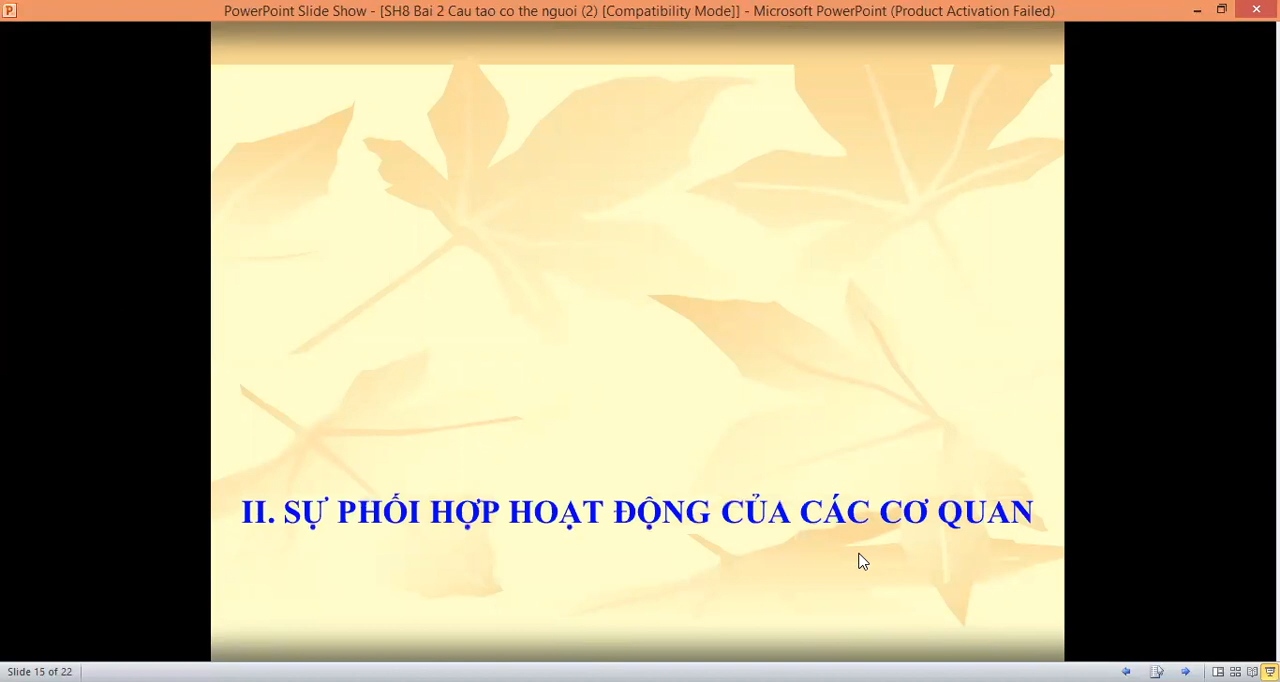 PowerPoint Slide Show - [SH8 Bai 2 Cau tao co the nguoi (2) [Compatibility Mode]] - Microsoft PowerPoint (Product Activation Failed)
II. SỰ PHỐI HỢP HOẠT ĐỘNG CỦA CÁC CƠ QUAN
Slide 15 of 22